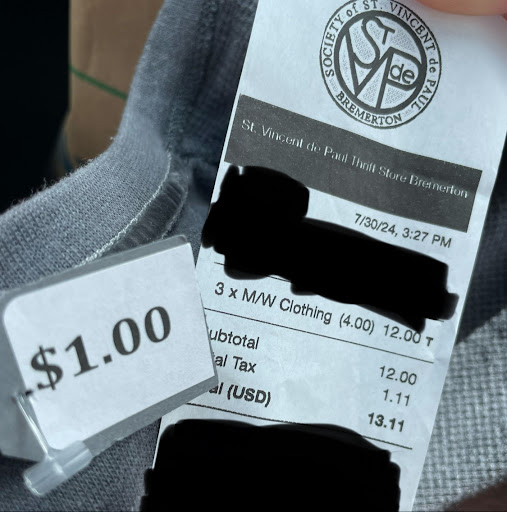 SOCIETY of ST. VINCENT de PAUL
BREMERTON
ST
V
P
de
St. Vincent de Paul Thrift Store Bremerton
7/30/24, 3:27 PM
3 x M/W Clothing (4.00) 12.00 T
ubtotal 12.00
al Tax 1.11
al (USD) 13.11
$1.00